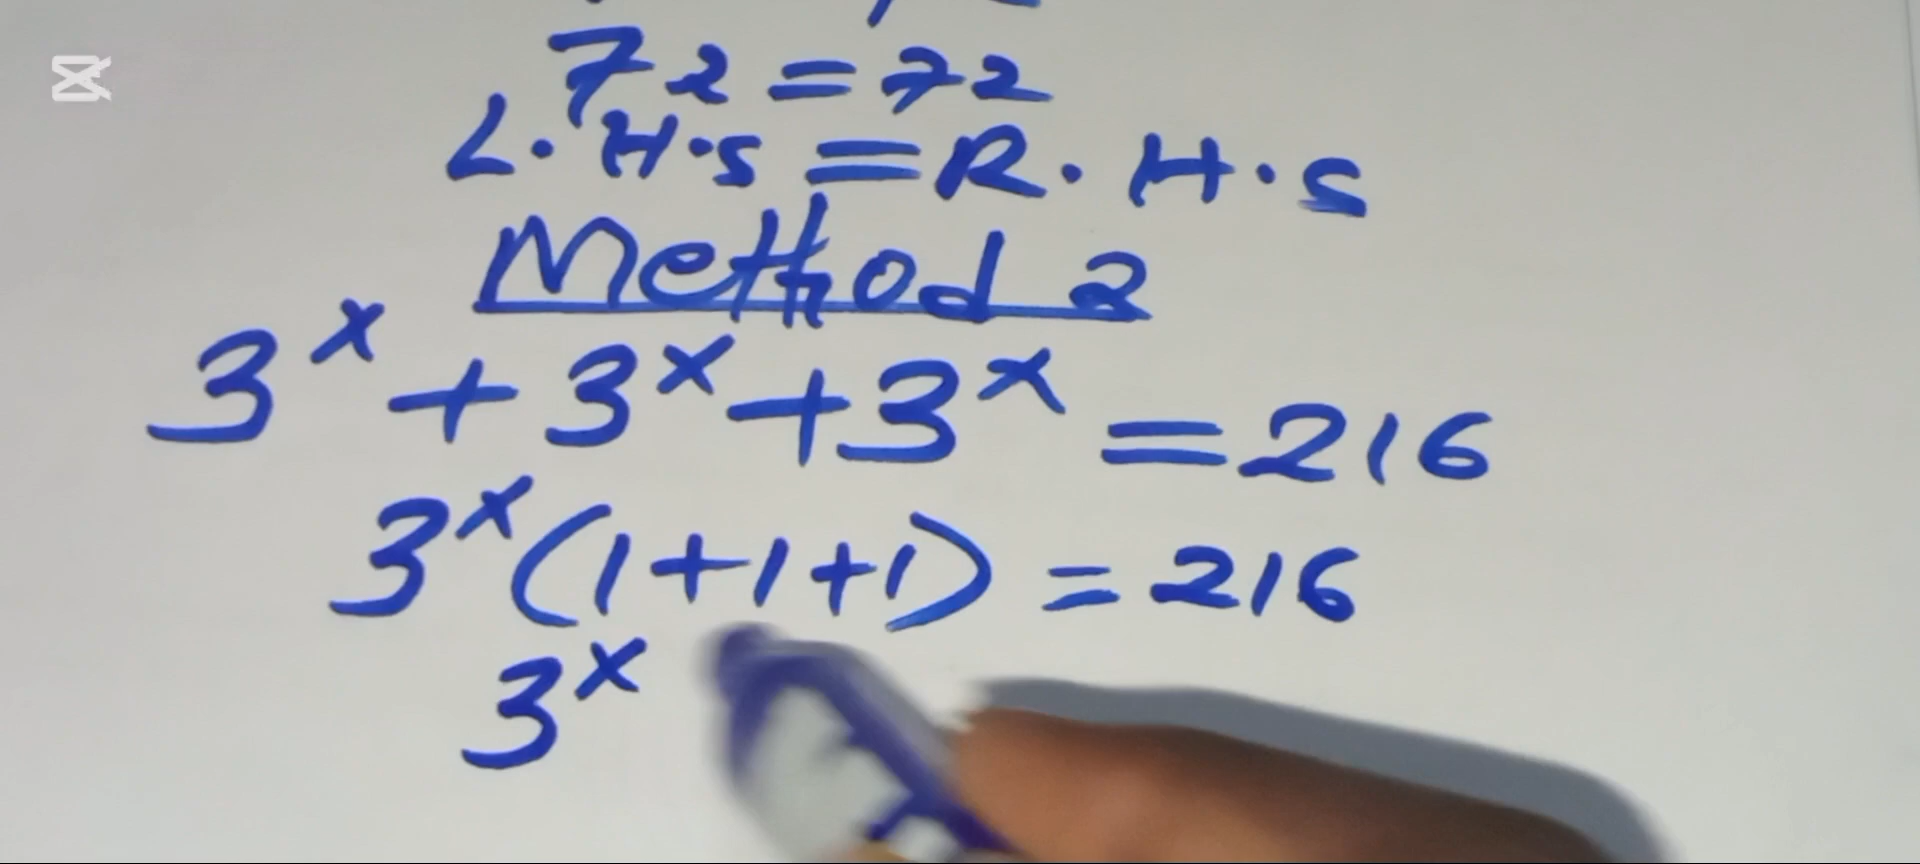 72=72
L.H.S=R.H.S
Method 2
3^x+3^x+3^x=216
3^x(1+1+1)=216
3^x